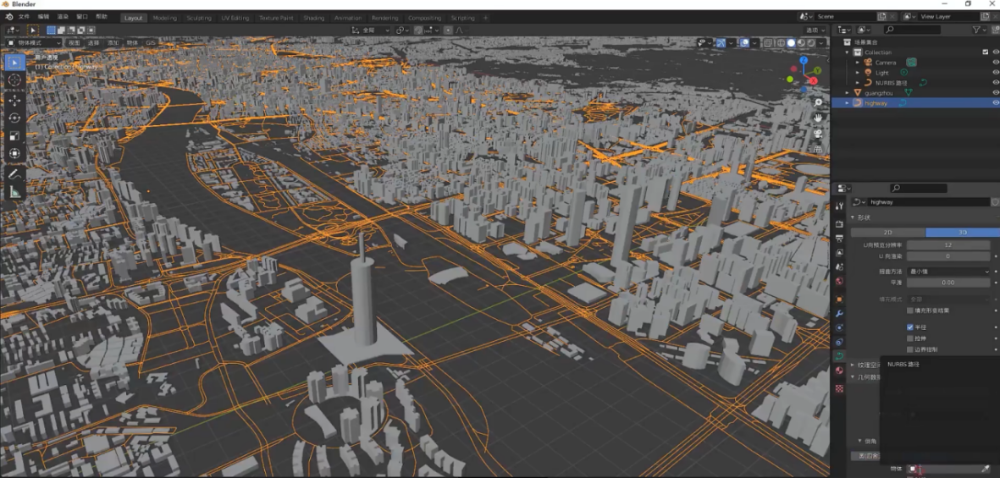 Blender
文件 编辑 渲染 窗口 帮助 Layout Modeling Sculpting UV Editing Texture Paint Shading Animation Rendering Compositing Scripting + Scene View Layer
全局 选项
物体模式 视图 选择 添加 物体 GIS
用户透视
(1) Collection | highway
场景集合
Collection
Camera
Light
NURBS 路径
guangzhou
highway
highway
形状
2D 3D
U向预览分辨率 12
U 向渲染 0
扭曲方法 最小值
平滑 0.00
填充模式 全部
填充形变结果
半径
拉伸
边界钳制
纹理空间
NURBS 路径
几何数据
倒角
物体